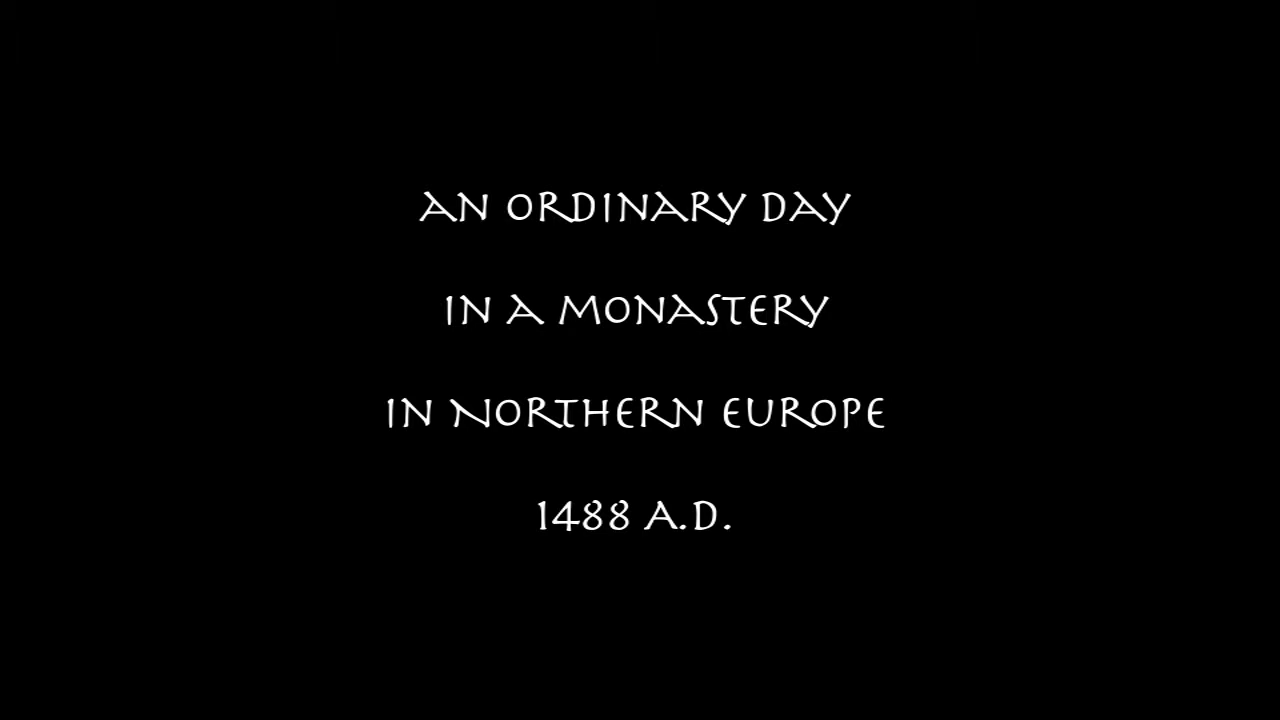 an ordinary day
in a monastery
in Northern Europe
1488 A.D.